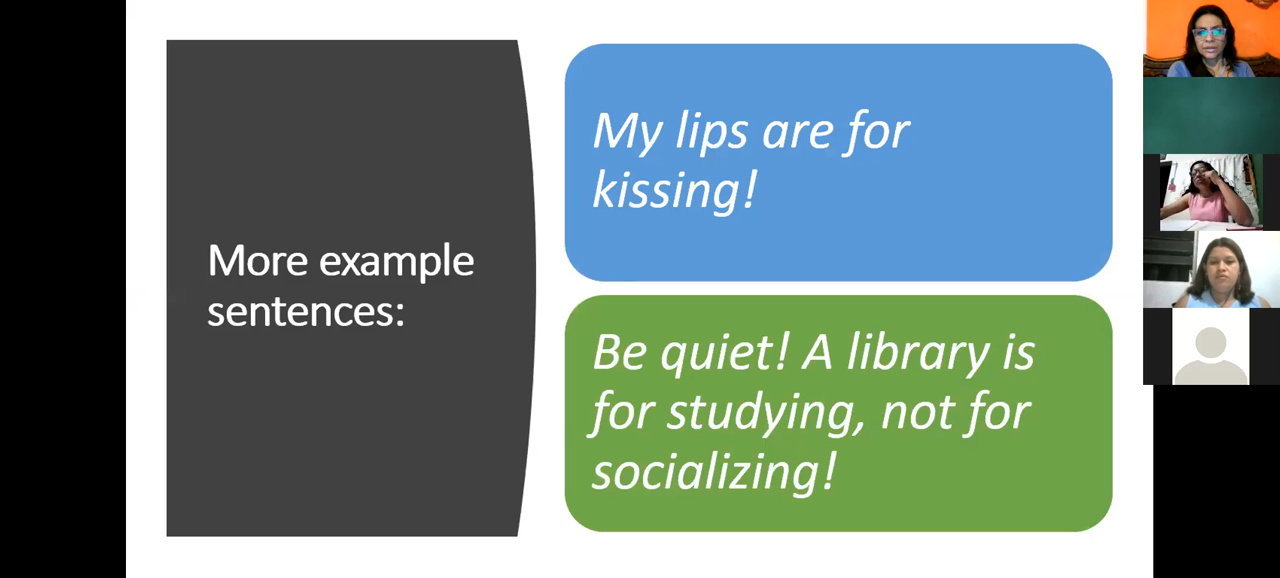 More example
sentences:
My lips are for
kissing!
Be quiet! A library is
for studying, not for
socializing!